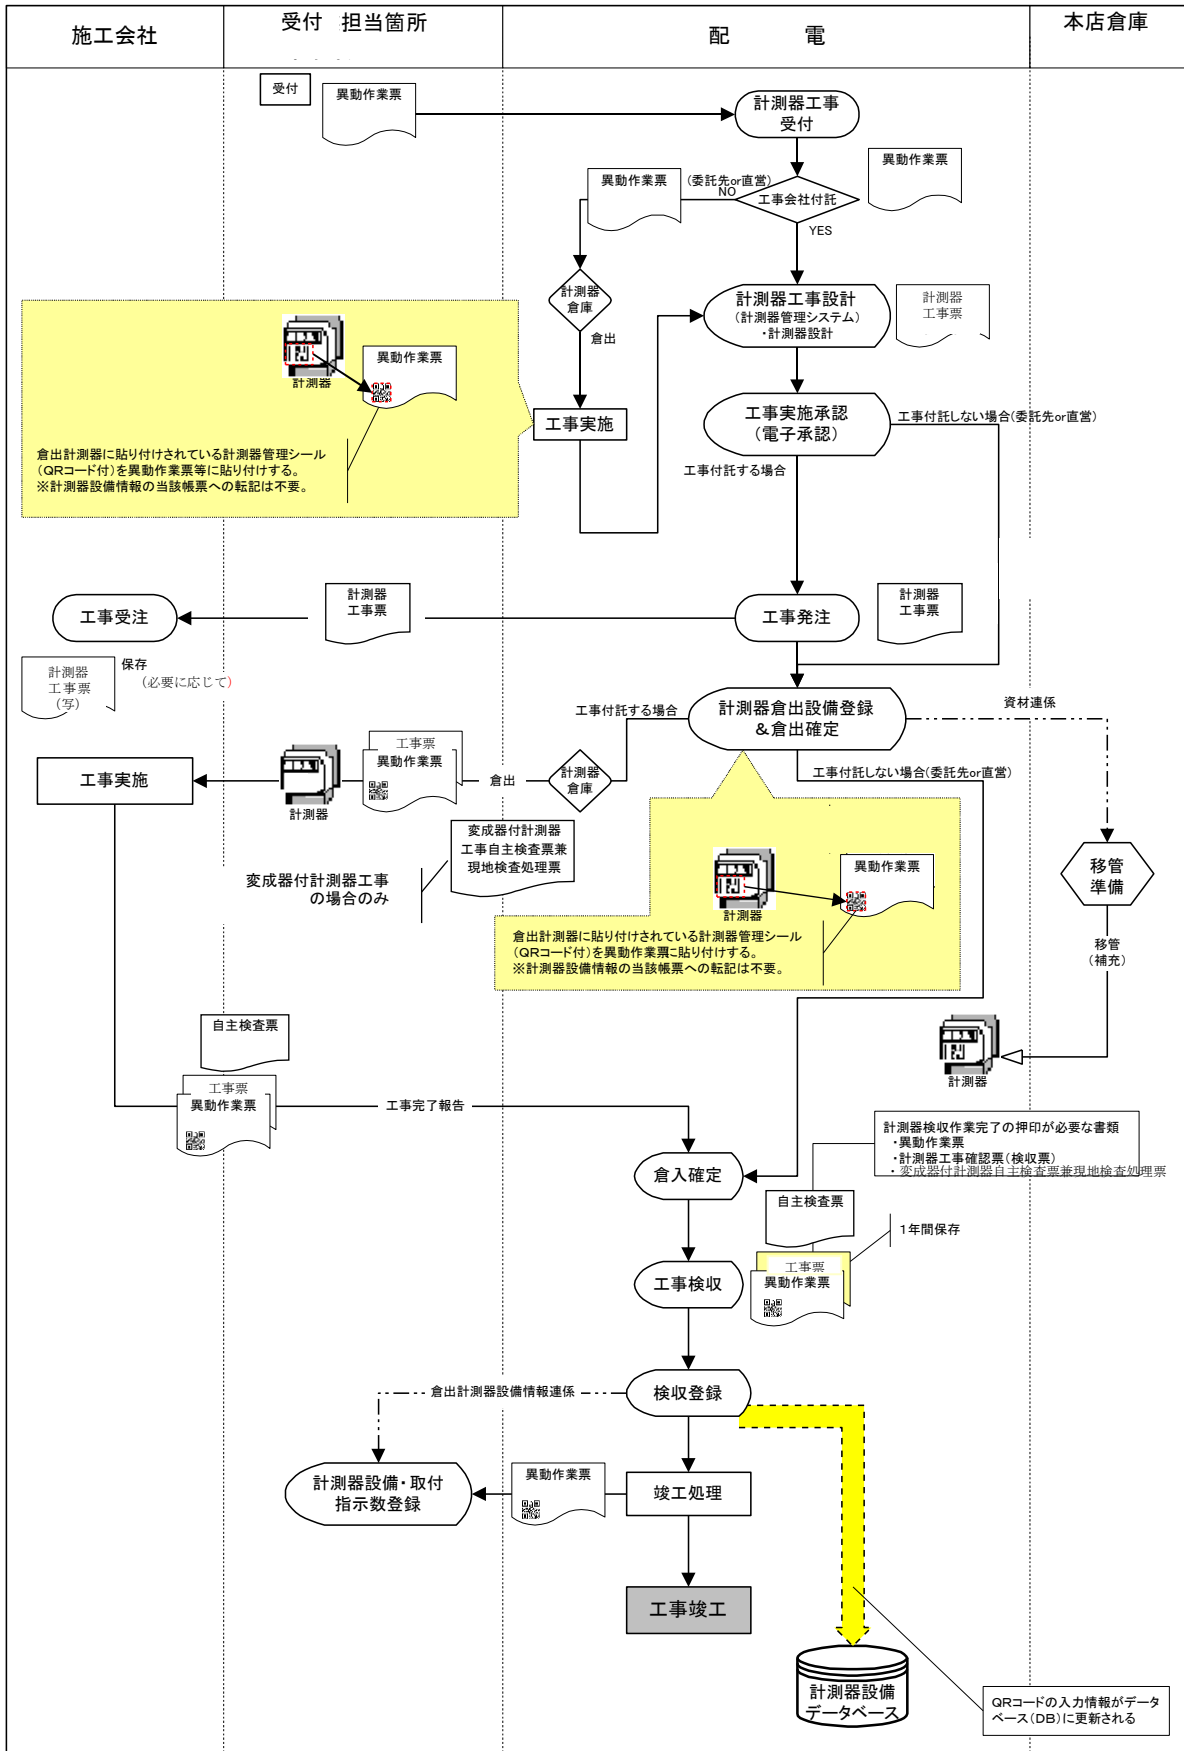 施工会社
受付　担当箇所
配　　電
本店倉庫
受付
異動作業票
計測器工事
受付
異動作業票
(委託先or直営)
NO
工事会社付託
異動作業票
YES
計測器
倉庫
倉出
計測器工事設計
(計測器管理システム)
・計測器設計
計測器
工事票
計測器
異動作業票
倉出計測器に貼り付けされている計測器管理シール
(QRコード付)を異動作業票等に貼り付けする。
※計測器設備情報の当該帳票への転記は不要。
工事実施
工事実施承認
(電子承認)
工事付託しない場合(委託先or直営)
工事付託する場合
工事受注
計測器
工事票
工事発注
計測器
工事票
計測器
工事票
(写)
保存
(必要に応じて)
工事付託する場合
計測器倉出設備登録
＆倉出確定
資材連係
工事実施
計測器
工事票
異動作業票
倉出
計測器
倉庫
工事付託しない場合(委託先or直営)
変成器付計測器
工事自主検査票兼
現地検査処理票
変成器付計測器工事
の場合のみ
計測器
異動作業票
倉出計測器に貼り付けされている計測器管理シール
(QRコード付)を異動作業票に貼り付けする。
※計測器設備情報の当該帳票への転記は不要。
移管
準備
移管
(補充)
計測器
自主検査票
工事票
異動作業票
工事完了報告
計測器検収作業完了の押印が必要な書類
・異動作業票
・計測器工事確認票(検収票)
・変成器付計測器自主検査票兼現地検査処理票
倉入確定
自主検査票
1年間保存
工事検収
工事票
異動作業票
倉出計測器設備情報連係
検収登録
計測器設備・取付
指示数登録
異動作業票
竣工処理
工事竣工
計測器設備
データベース
QRコードの入力情報がデータ
ベース(DB)に更新される